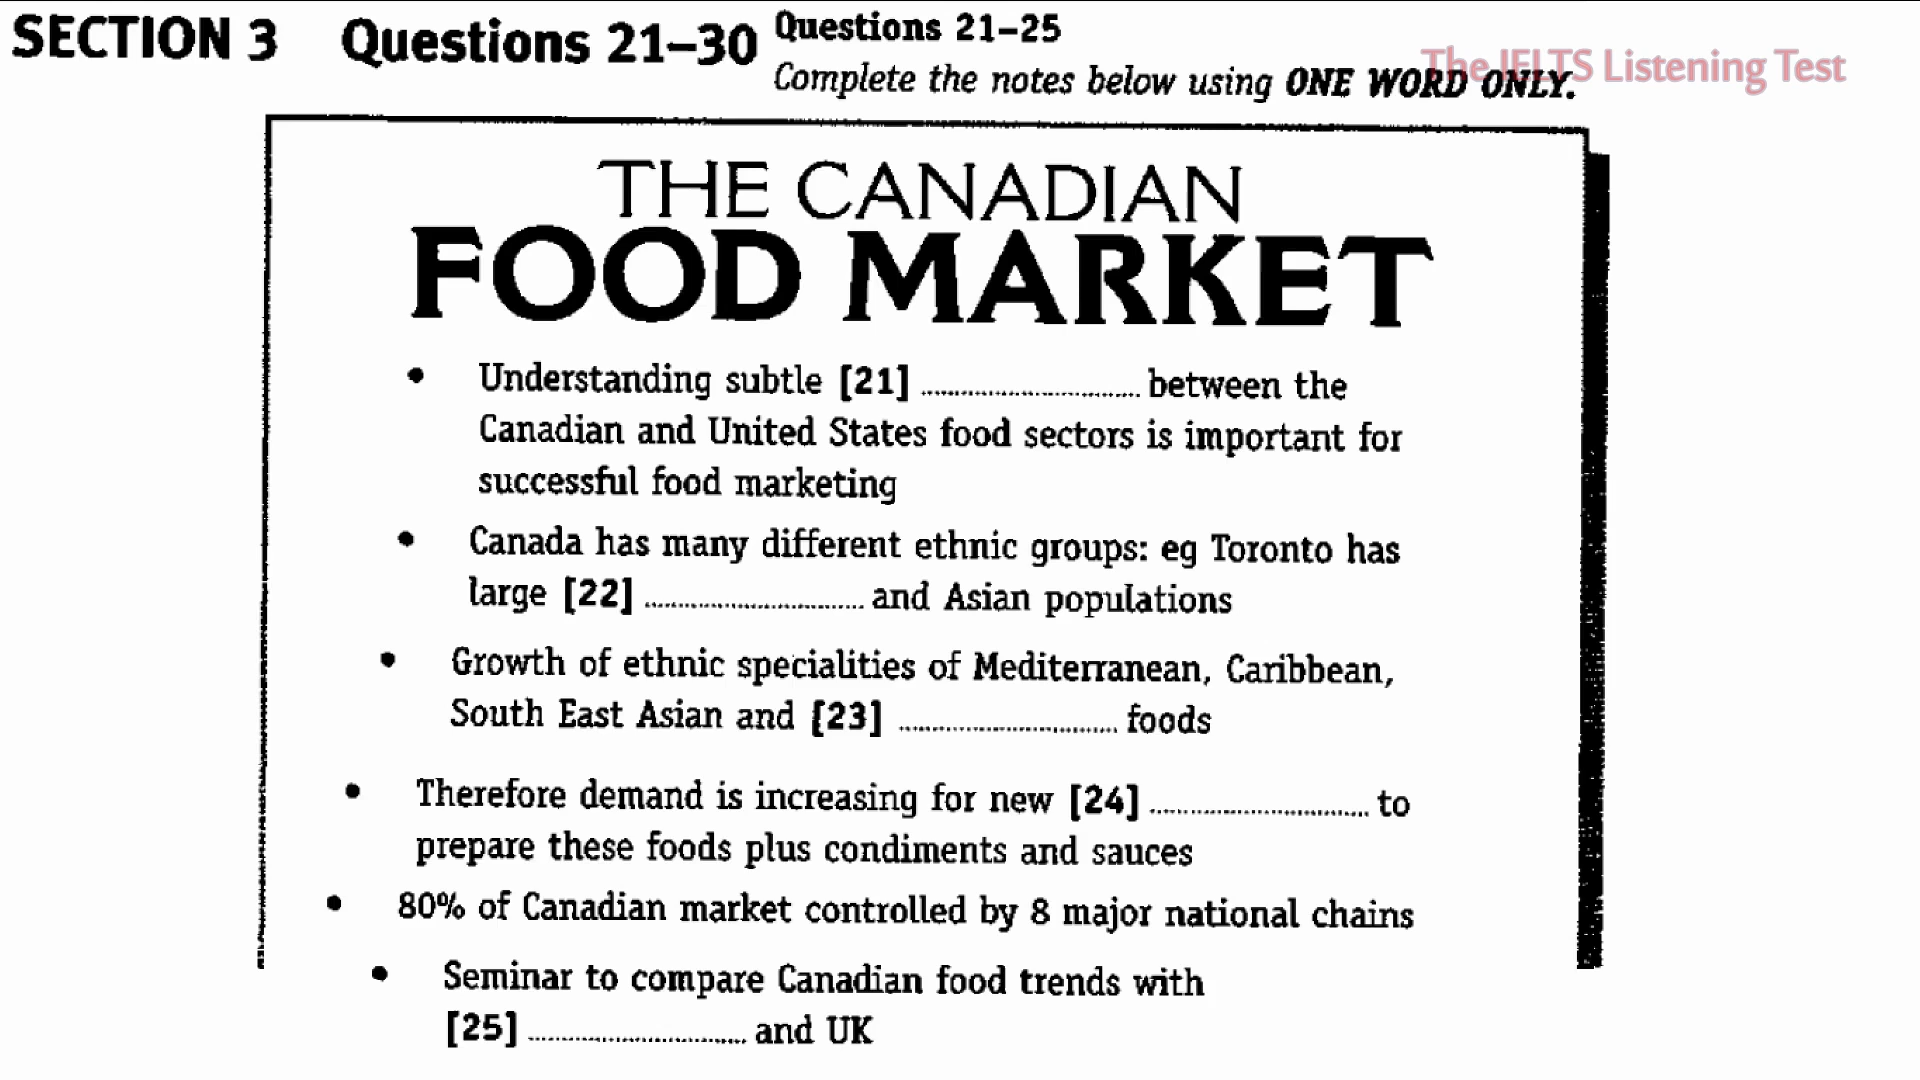 SECTION 3 Questions 21–30
Questions 21–25
Complete the notes below using ONE WORD ONLY.
The IELTS Listening Test
THE CANADIAN
FOOD MARKET
• Understanding subtle [21] ............................ between the
Canadian and United States food sectors is important for
successful food marketing
• Canada has many different ethnic groups: eg Toronto has
large [22] ............................ and Asian populations
• Growth of ethnic specialities of Mediterranean, Caribbean,
South East Asian and [23] ............................ foods
• Therefore demand is increasing for new [24] ............................ to
prepare these foods plus condiments and sauces
• 80% of Canadian market controlled by 8 major national chains
• Seminar to compare Canadian food trends with
[25] ............................ and UK